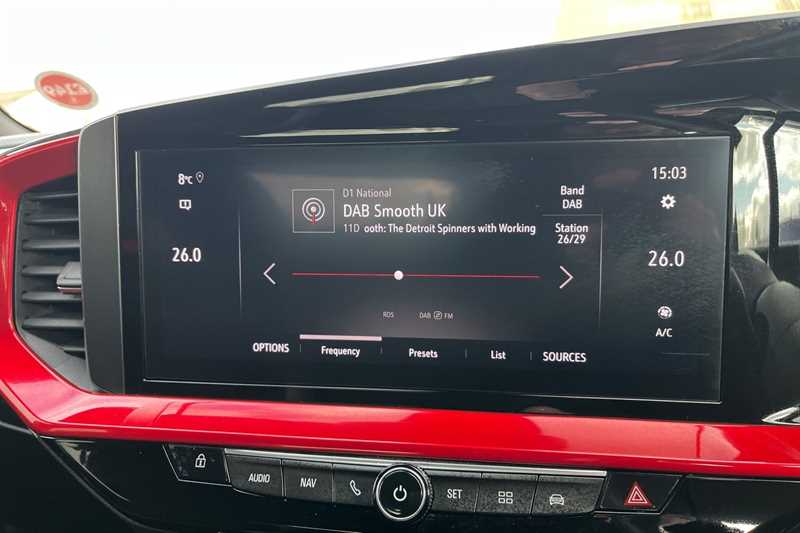 E249
8°C
15:03
D1 National
DAB Smooth UK
11D ooth: The Detroit Spinners with Working
Band
DAB
Station
26/29
26.0
26.0
RDS
DAB FM
A/C
OPTIONS
Frequency
Presets
List
SOURCES
AUDIO
NAV
SET